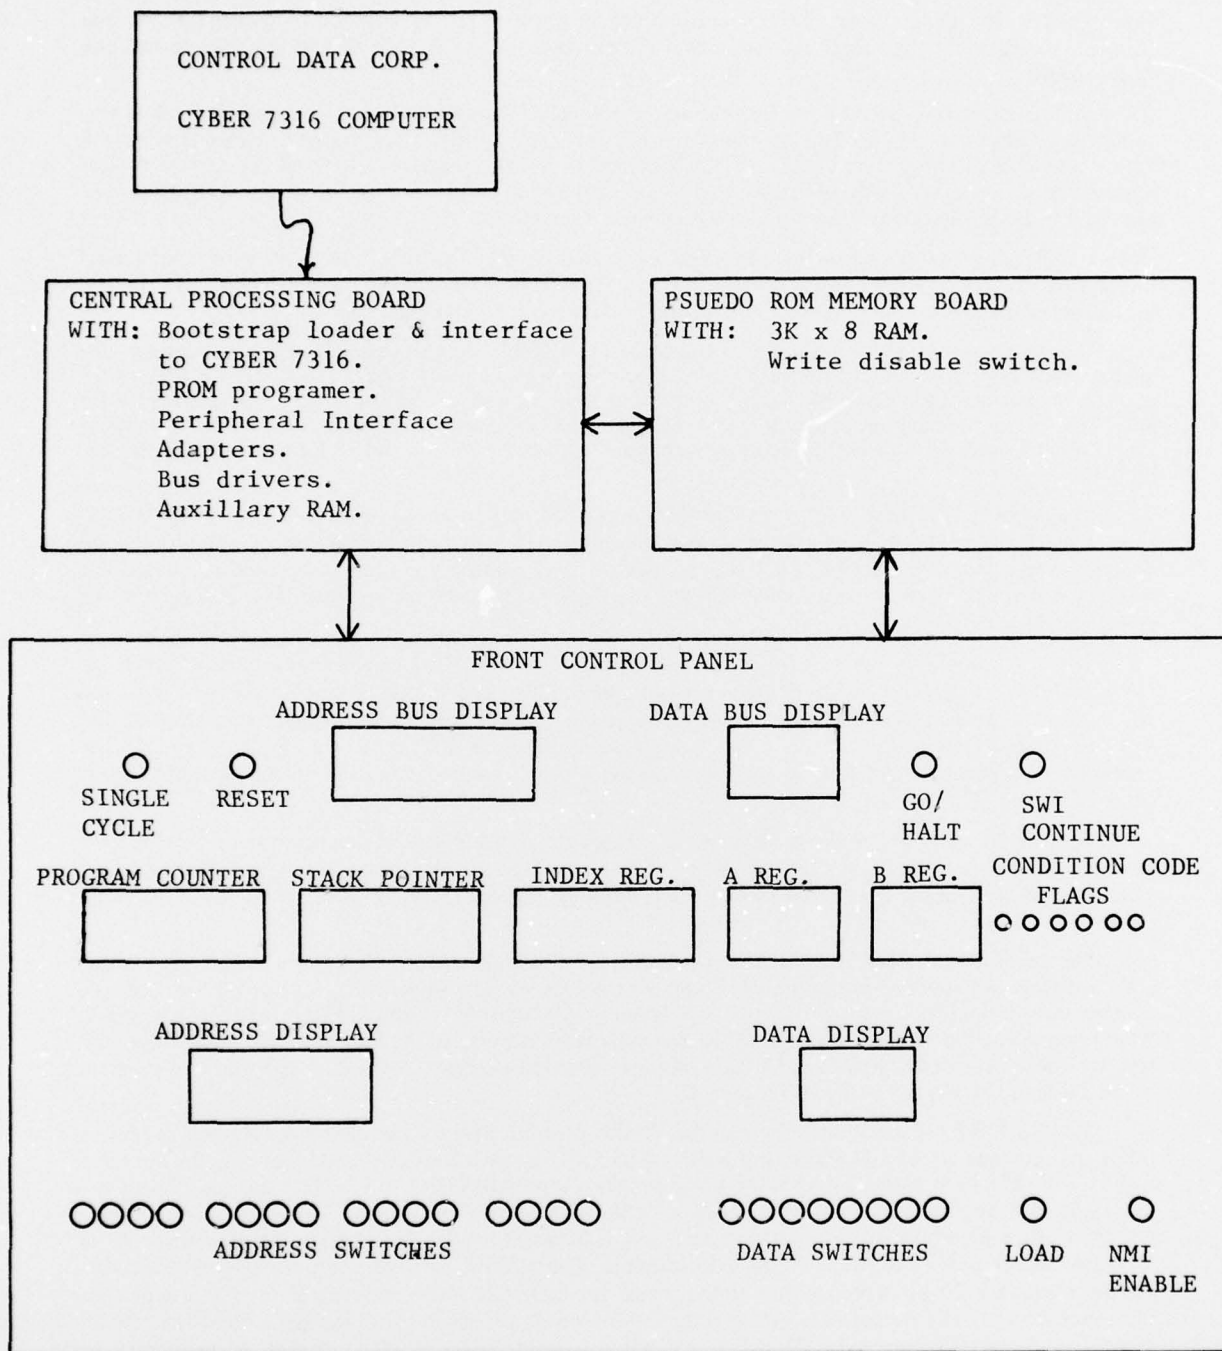 CONTROL DATA CORP.
CYBER 7316 COMPUTER
CENTRAL PROCESSING BOARD
WITH: Bootstrap loader & interface
to CYBER 7316.
PROM programer.
Peripheral Interface
Adapters.
Bus drivers.
Auxillary RAM.
PSUEDO ROM MEMORY BOARD
WITH: 3K x 8 RAM.
Write disable switch.
FRONT CONTROL PANEL
ADDRESS BUS DISPLAY
DATA BUS DISPLAY
SINGLE
CYCLE
RESET
GO/
HALT
SWI
CONTINUE
PROGRAM COUNTER
STACK POINTER
INDEX REG.
A REG.
B REG.
CONDITION CODE
FLAGS
ADDRESS DISPLAY
DATA DISPLAY
ADDRESS SWITCHES
DATA SWITCHES
LOAD
NMI
ENABLE